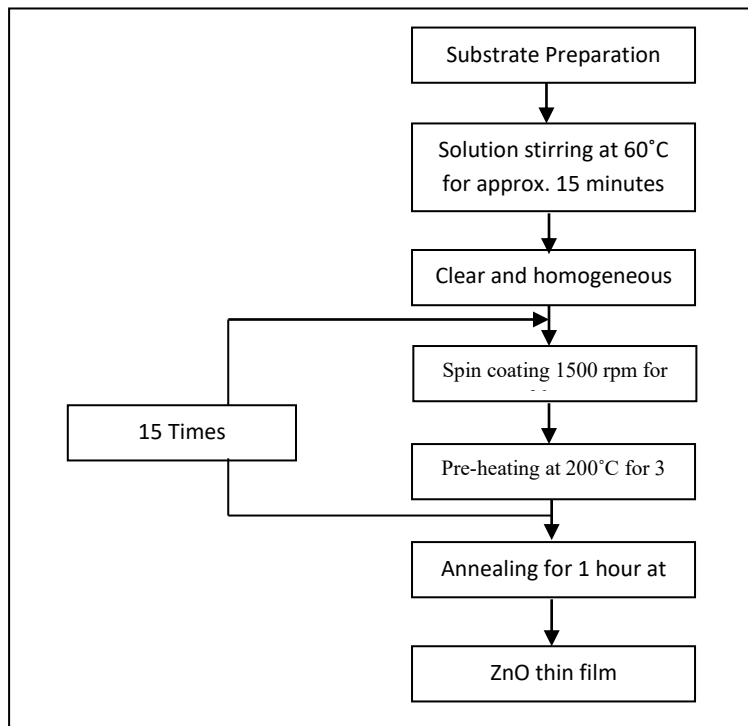 Substrate Preparation
Solution stirring at 60˚C
for approx. 15 minutes
Clear and homogeneous
Spin coating 1500 rpm for
15 Times
Pre-heating at 200˚C for 3
Annealing for 1 hour at
ZnO thin film